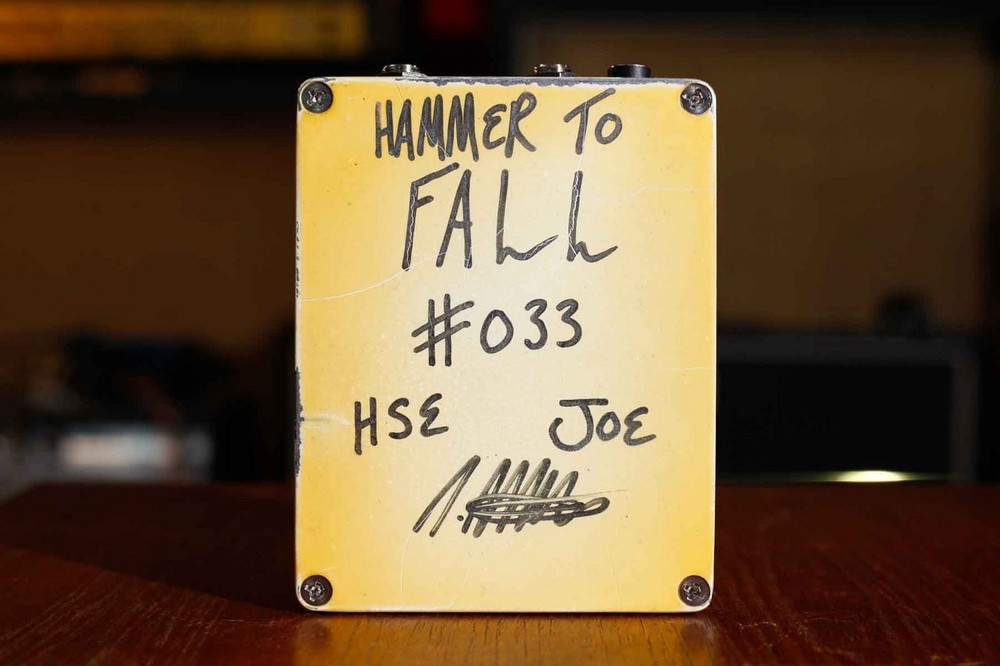 HAMMER TO
FALL
#033
HSE JOE